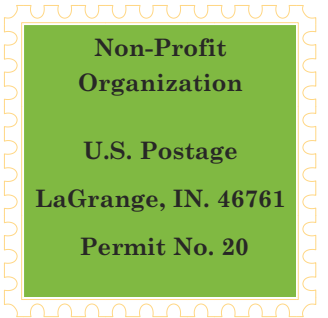 Non-Profit
Organization
U.S. Postage
LaGrange, IN. 46761
Permit No. 20